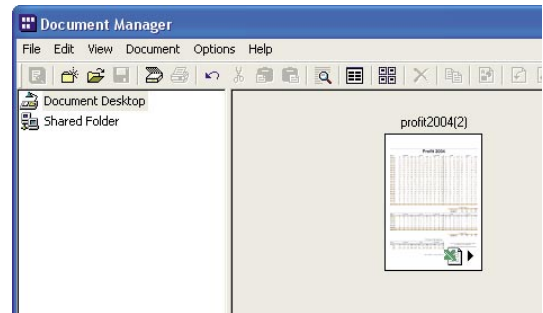 Document Manager
File Edit View Document Options Help
Document Desktop
Shared Folder
profit2004(2)
Profit 2004